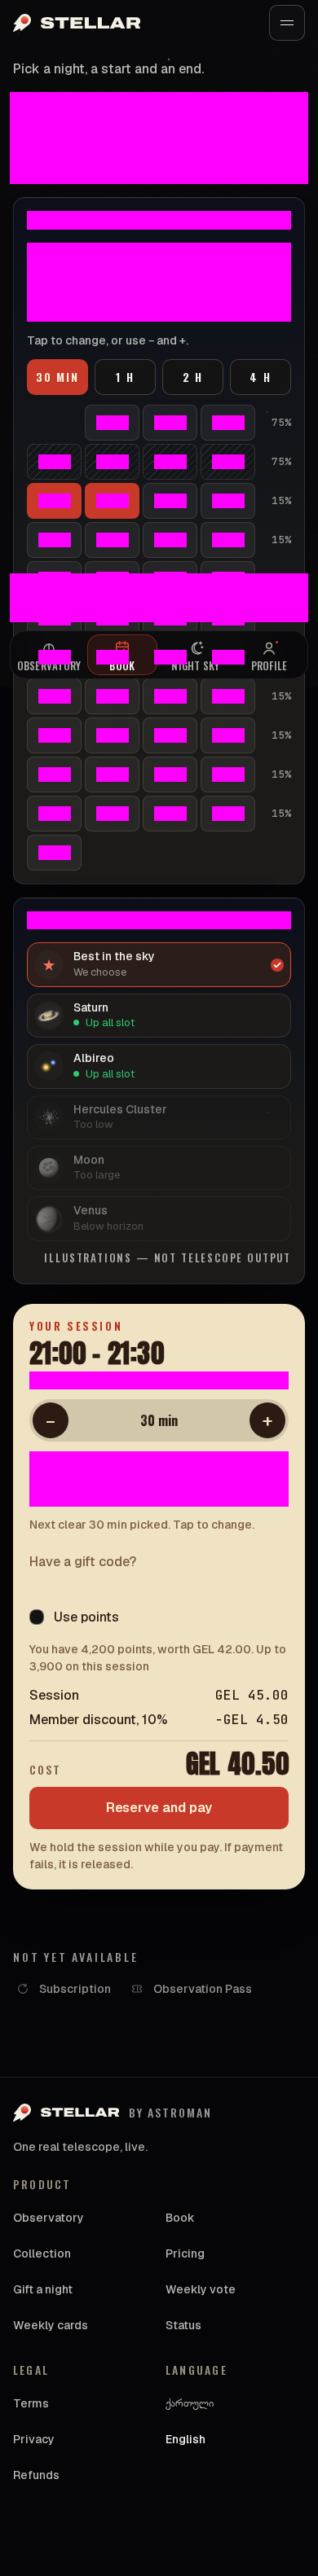 STELLAR
Pick a night, a start and an end.
Tap to change, or use – and +.
30 MIN 1 H 2 H 4 H
75%
75%
15%
15%
OBSERVATORY BOOK NIGHT SKY PROFILE
15%
15%
15%
15%
Best in the sky
We choose
Saturn
Up all slot
Albireo
Up all slot
Hercules Cluster
Too low
Moon
Too large
Venus
Below horizon
ILLUSTRATIONS — NOT TELESCOPE OUTPUT
YOUR SESSION
21:00 – 21:30
– 30 min +
Next clear 30 min picked. Tap to change.
Have a gift code?
Use points
You have 4,200 points, worth GEL 42.00. Up to
3,900 on this session
Session GEL 45.00
Member discount, 10% -GEL 4.50
COST GEL 40.50
Reserve and pay
We hold the session while you pay. If payment
fails, it is released.
NOT YET AVAILABLE
Subscription Observation Pass
STELLAR BY ASTROMAN
One real telescope, live.
PRODUCT
Observatory Book
Collection Pricing
Gift a night Weekly vote
Weekly cards Status
LEGAL LANGUAGE
Terms ქართული
Privacy English
Refunds